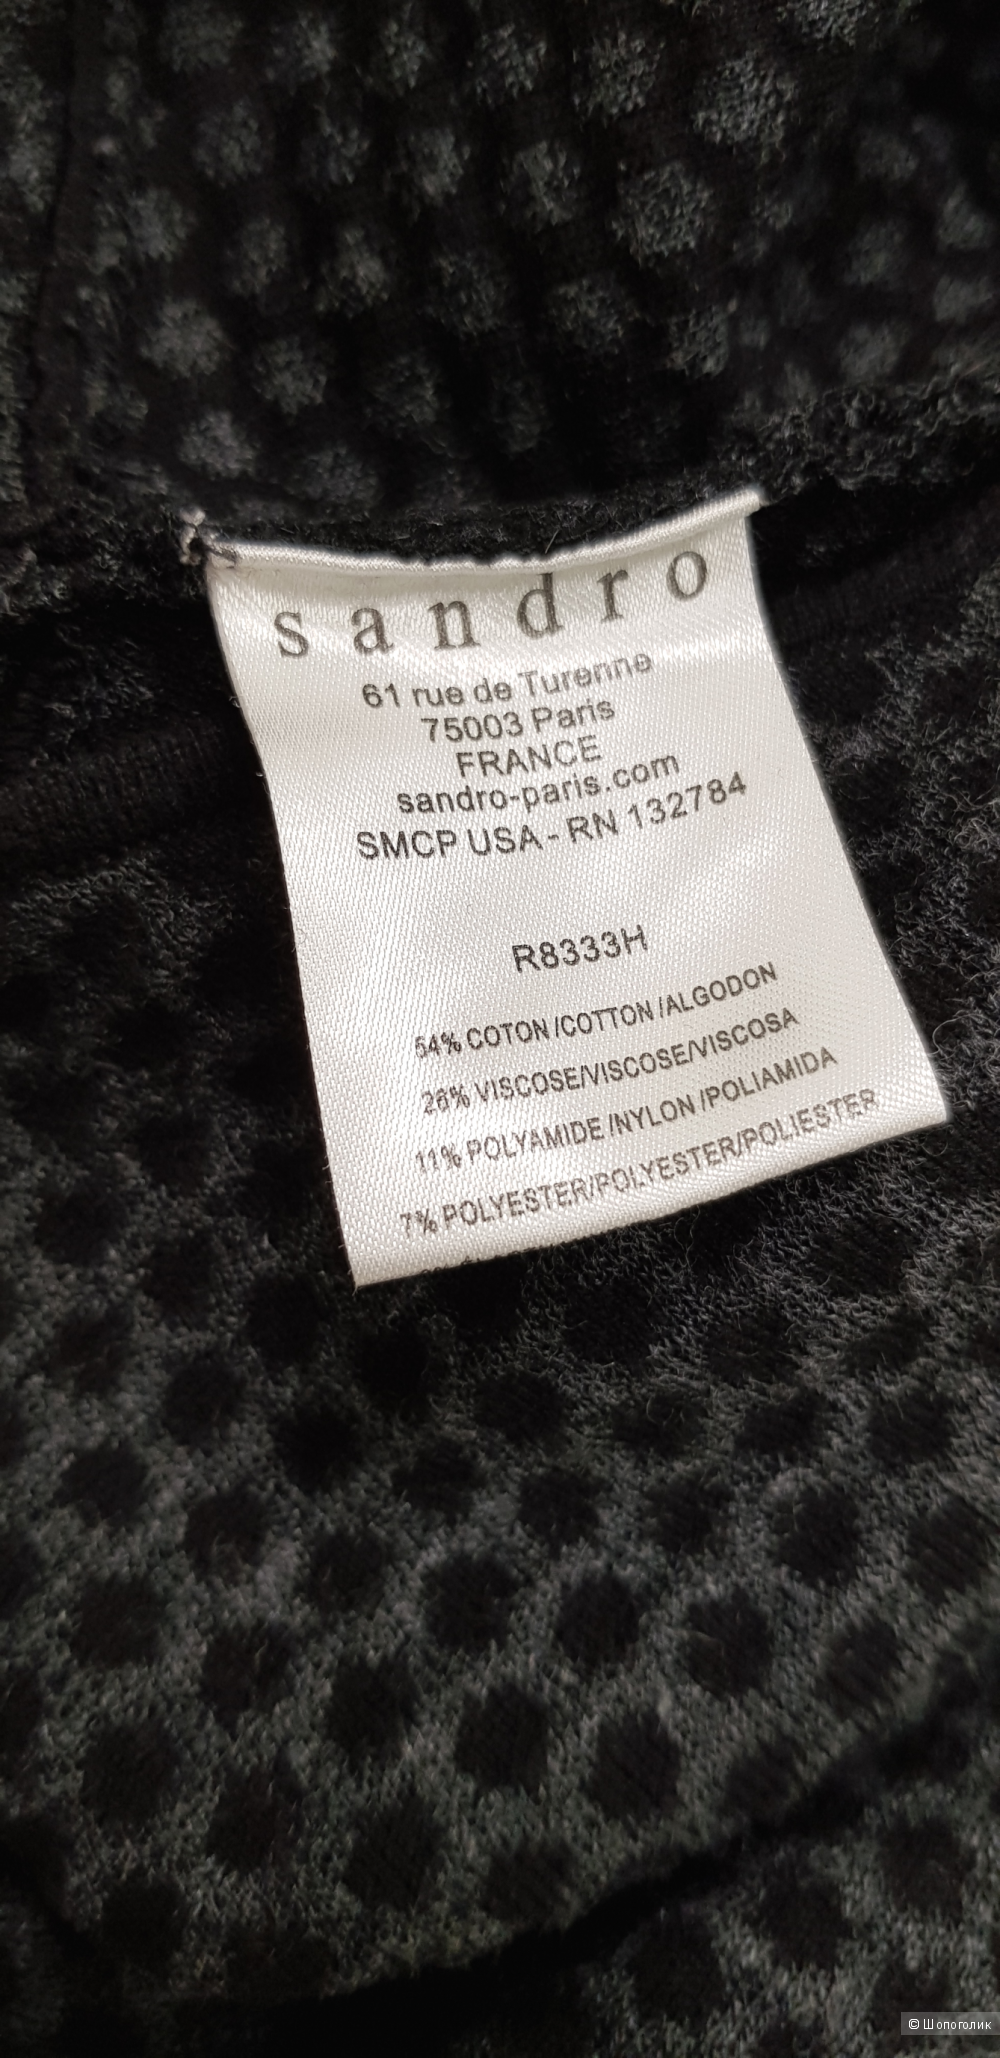 sandro
61 rue de Turenne
75003 Paris
FRANCE
sandro-paris.com
SMCP USA - RN 132784
R8333H
54% COTON /COTTON /ALGODON
26% VISCOSE/VISCOSE/VISCOSA
11% POLYAMIDE /NYLON /POLIAMIDA
7% POLYESTER/POLYESTER/POLIESTER
© Шопоголик